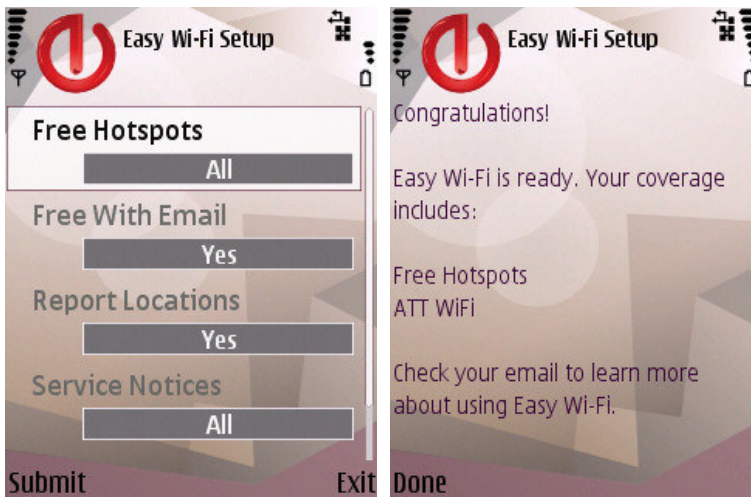 Easy Wi-Fi Setup
Free Hotspots
All
Free With Email
Yes
Report Locations
Yes
Service Notices
All
Submit Exit
Easy Wi-Fi Setup
Congratulations!
Easy Wi-Fi is ready. Your coverage
includes:
Free Hotspots
ATT WiFi
Check your email to learn more
about using Easy Wi-Fi.
Done